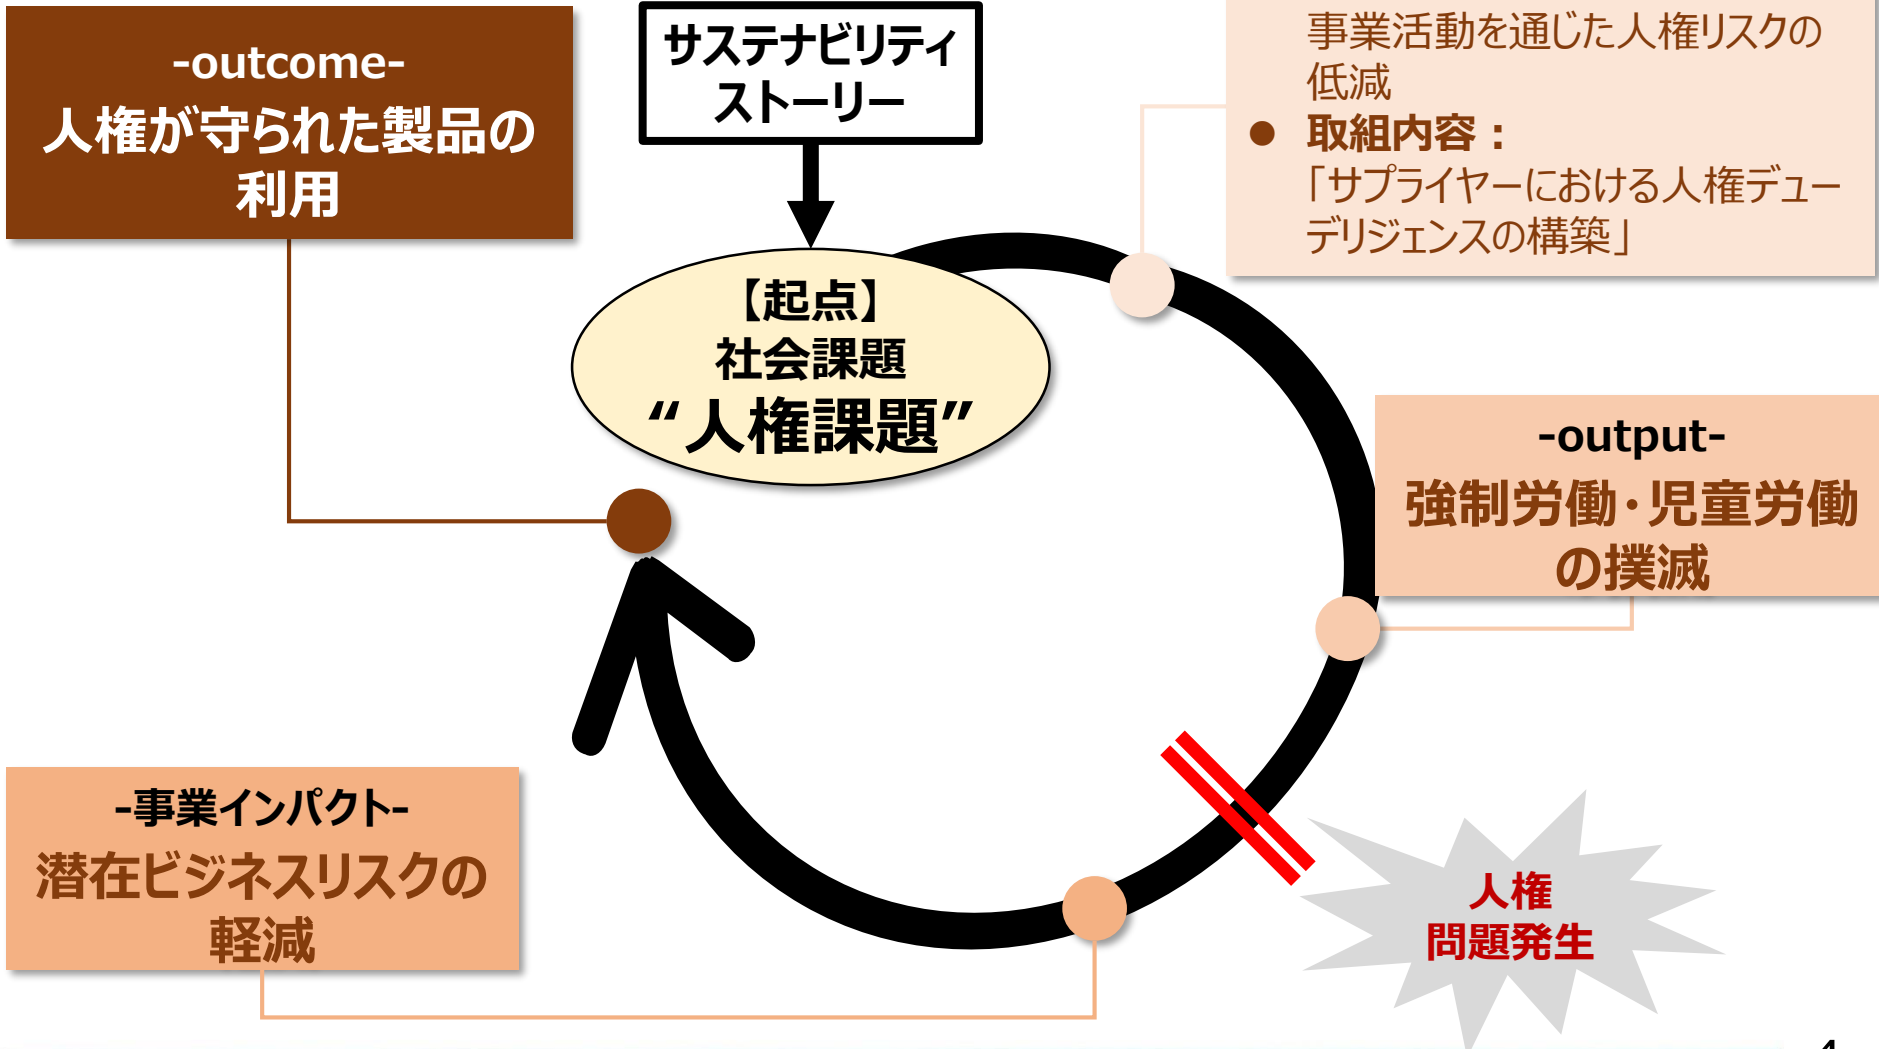 -outcome-
人権が守られた製品の
利用
サステナビリティ
ストーリー
事業活動を通じた人権リスクの
低減
● 取組内容：
「サプライヤーにおける人権デュー
デリジェンスの構築」
【起点】
社会課題
“人権課題”
-output-
強制労働・児童労働
の撲滅
-事業インパクト-
潜在ビジネスリスクの
軽減
人権
問題発生